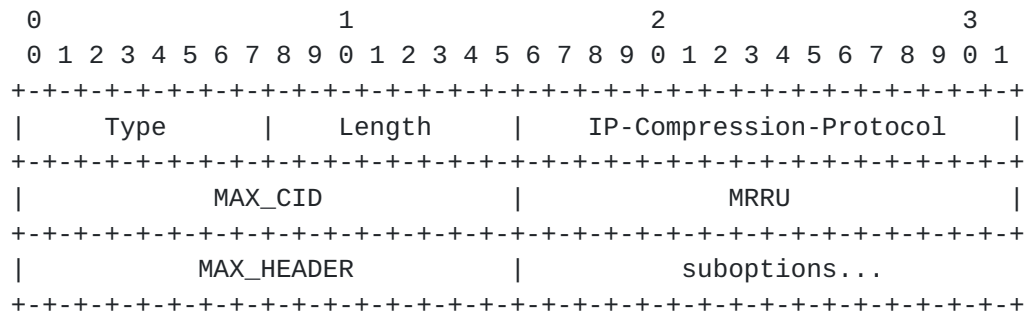 0                   1                   2                   3
 0 1 2 3 4 5 6 7 8 9 0 1 2 3 4 5 6 7 8 9 0 1 2 3 4 5 6 7 8 9 0 1
+-+-+-+-+-+-+-+-+-+-+-+-+-+-+-+-+-+-+-+-+-+-+-+-+-+-+-+-+-+-+-+-+
|     Type      |    Length     |    IP-Compression-Protocol    |
+-+-+-+-+-+-+-+-+-+-+-+-+-+-+-+-+-+-+-+-+-+-+-+-+-+-+-+-+-+-+-+-+
|            MAX_CID            |             MRRU              |
+-+-+-+-+-+-+-+-+-+-+-+-+-+-+-+-+-+-+-+-+-+-+-+-+-+-+-+-+-+-+-+-+
|           MAX_HEADER          |          suboptions...
+-+-+-+-+-+-+-+-+-+-+-+-+-+-+-+-+-+-+-+-+-+-+-+-+-+-+-+-+-+-+-+-+